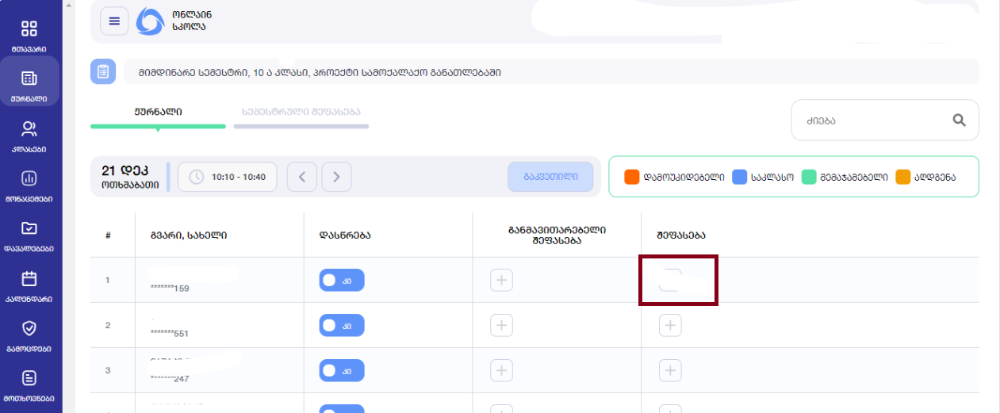 ონლაინ
სკოლა
მთავარი
ჟურნალი
კლასები
მონაცემები
დავალებები
კალენდარი
გამოცდები
მოთხოვნები
მიმდინარე სემესტრი, 10 ა კლასი, პროექტი სამოქალაქო განათლებაში
ჟურნალი
სემესტრული შეფასება
ძიება
21 დეკ
ოთხშაბათი
10:10 - 10:40
გაკვეთილი
დამოუკიდებელი
საკლასო
შემაჯამებელი
აღდგენა
# გვარი, სახელი დასწრება განმავითარებელი შეფასება შეფასება
1 *******159 კი
2 *******551 კი
3 *******247 კი